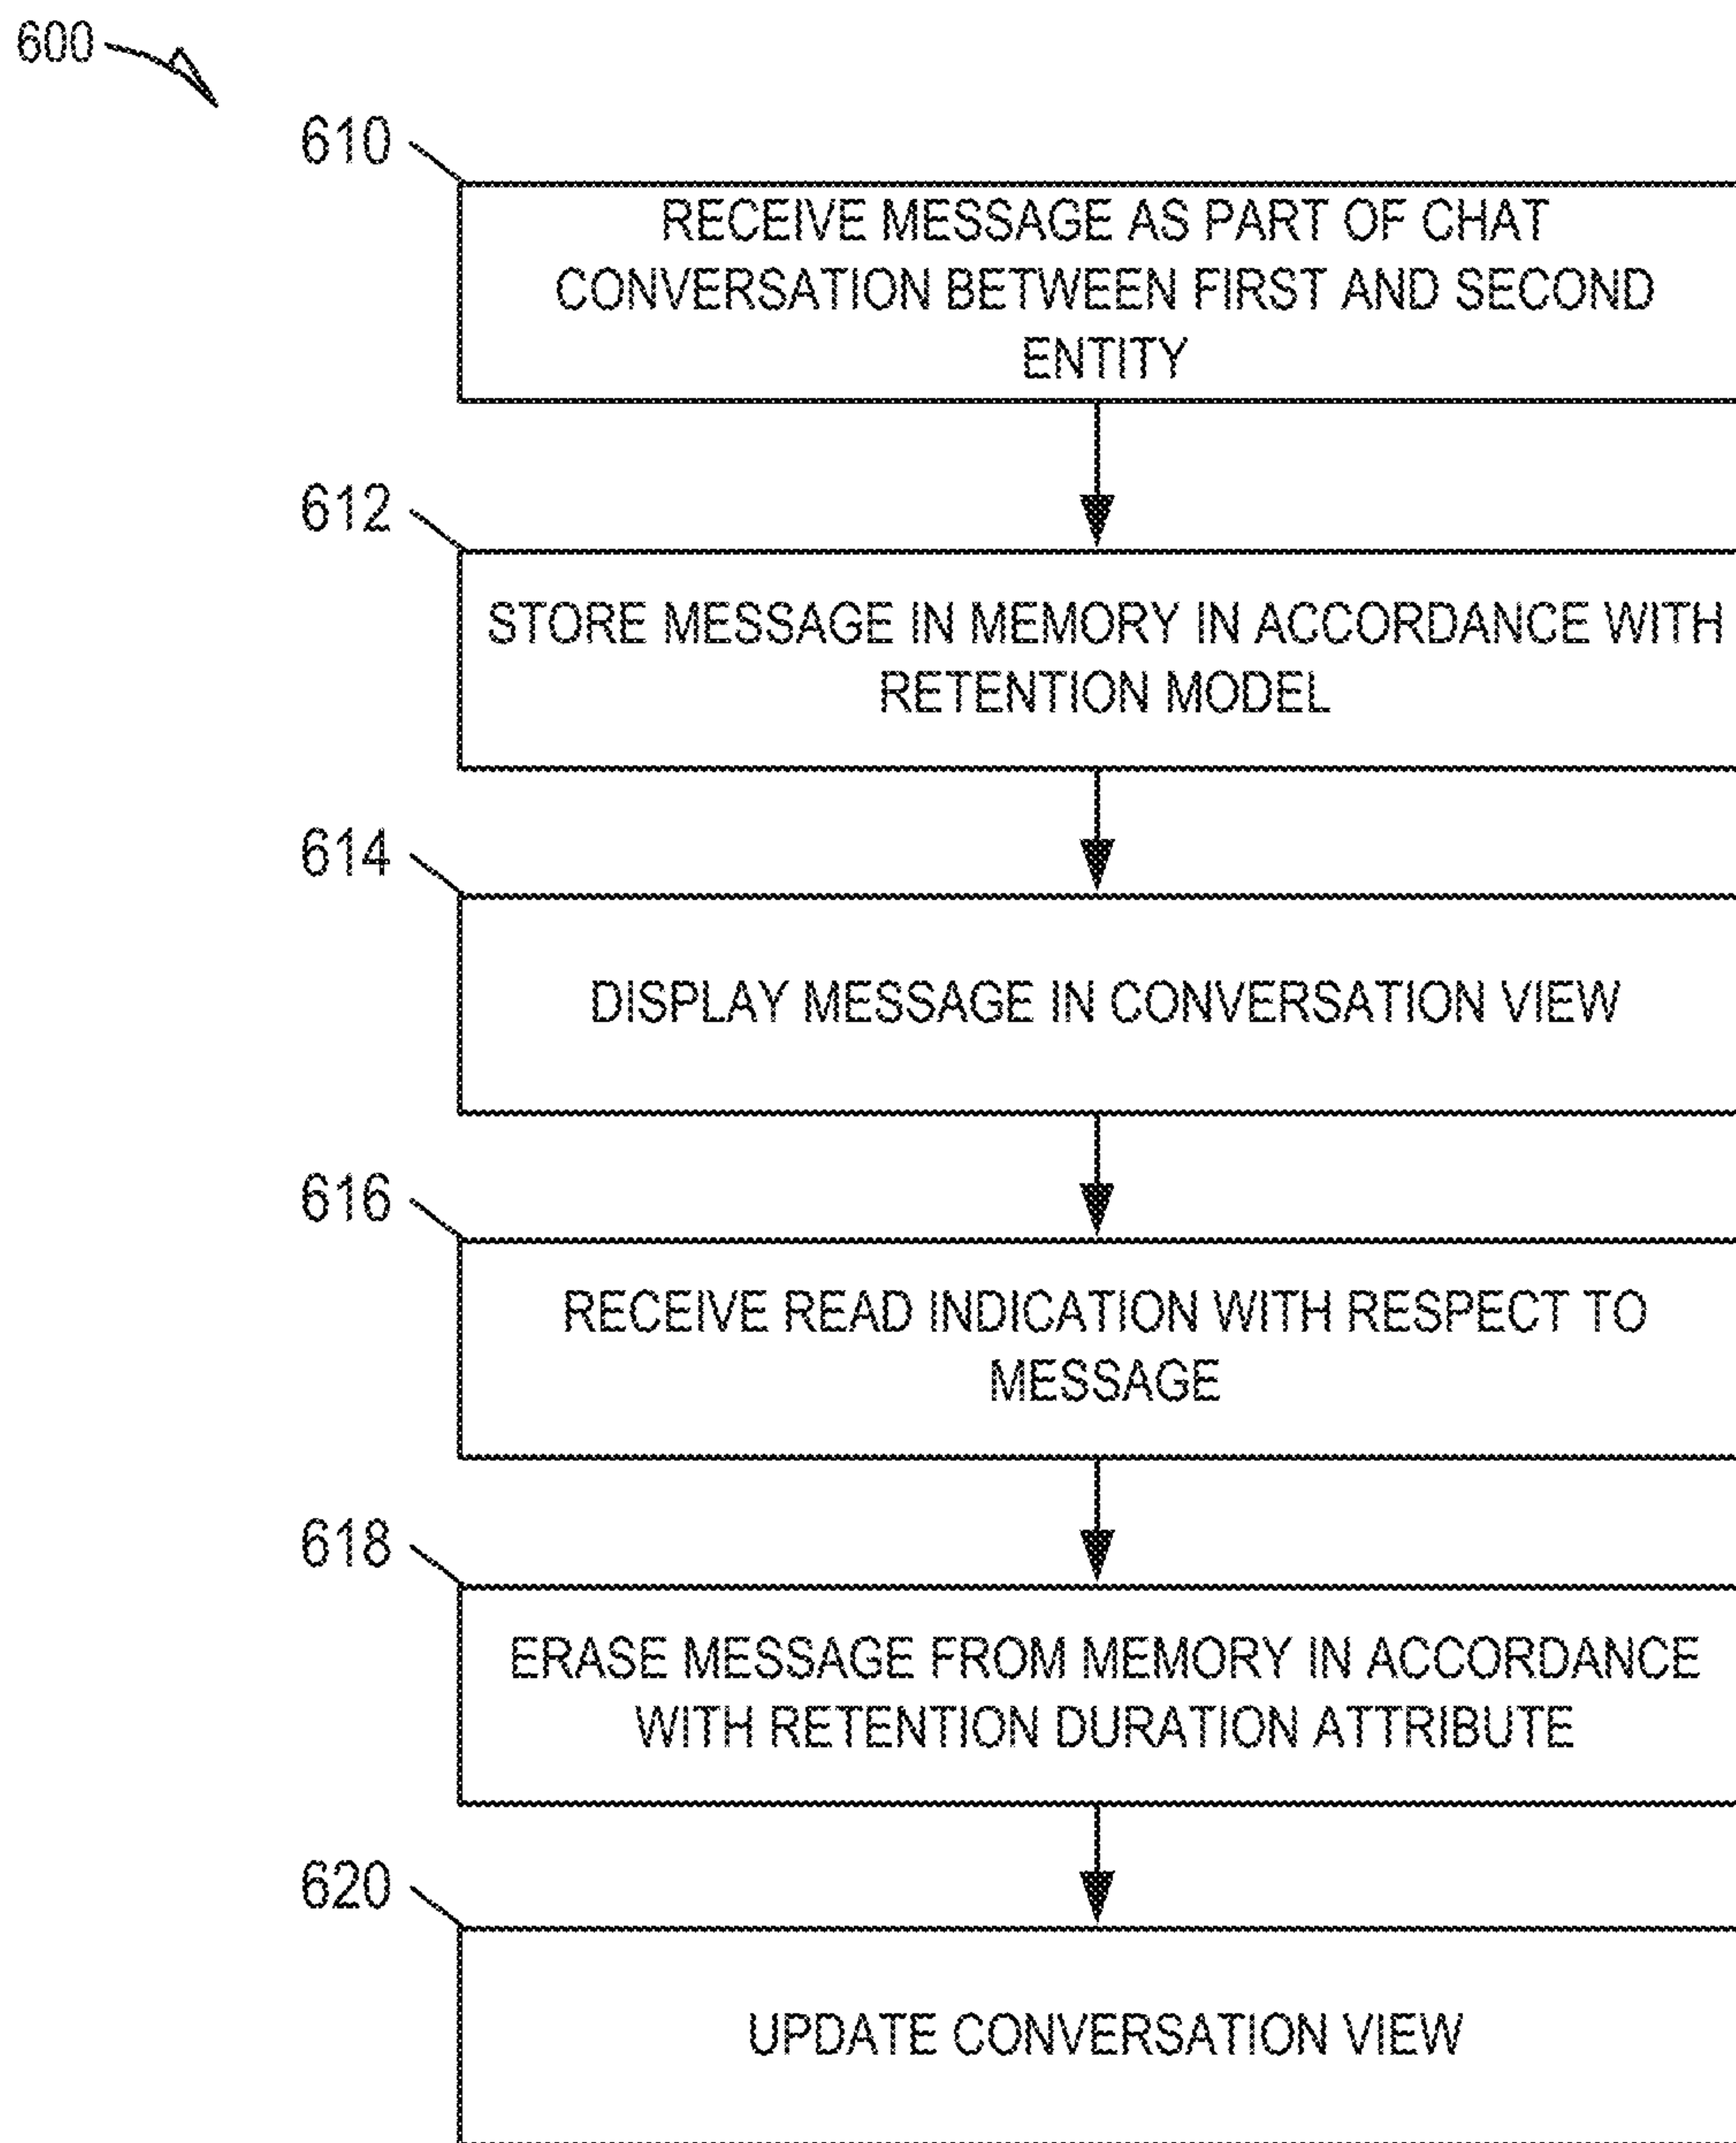 600
610
RECEIVE MESSAGE AS PART OF CHAT
CONVERSATION BETWEEN FIRST AND SECOND
ENTITY
612
STORE MESSAGE IN MEMORY IN ACCORDANCE WITH
RETENTION MODEL
614
DISPLAY MESSAGE IN CONVERSATION VIEW
616
RECEIVE READ INDICATION WITH RESPECT TO
MESSAGE
618
ERASE MESSAGE FROM MEMORY IN ACCORDANCE
WITH RETENTION DURATION ATTRIBUTE
620
UPDATE CONVERSATION VIEW